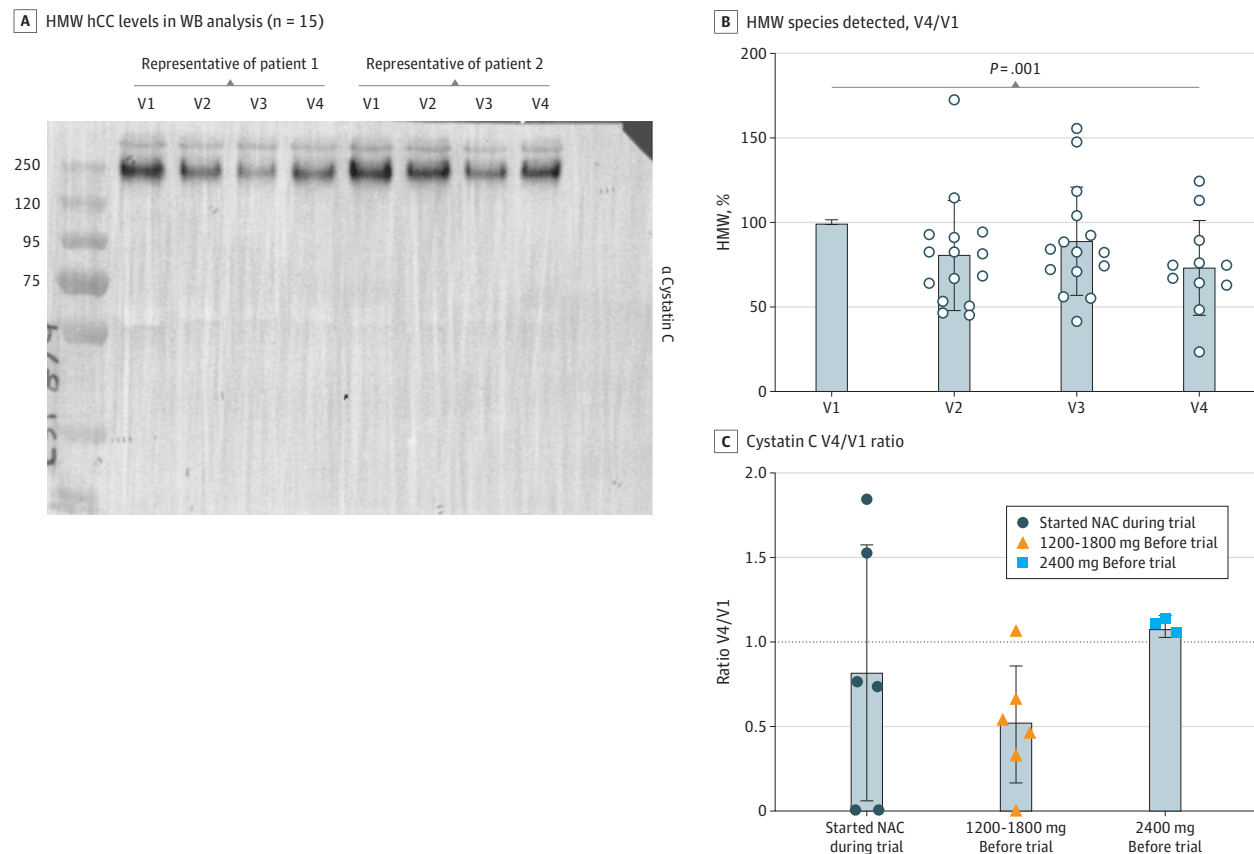 A HMW hCC levels in WB analysis (n = 15)
Representative of patient 1
Representative of patient 2
V1 V2 V3 V4 V1 V2 V3 V4
250
120
95
75
α Cystatin C
B HMW species detected, V4/V1
200
150
100
50
0
HMW, %
P = .001
V1 V2 V3 V4
C Cystatin C V4/V1 ratio
2.0
1.5
1.0
0.5
0
Ratio V4/V1
Started NAC during trial
1200-1800 mg Before trial
2400 mg Before trial
Started NAC
during trial
1200-1800 mg
Before trial
2400 mg
Before trial